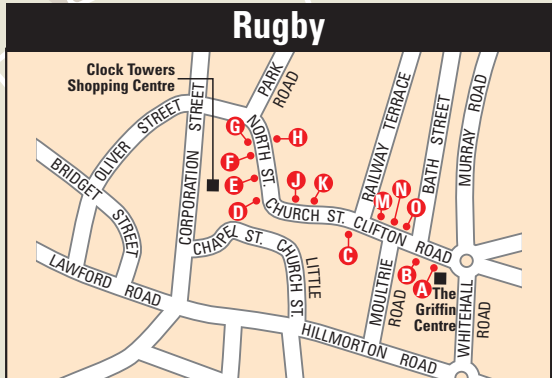 Rugby
Clock Towers
Shopping Centre
PARK
ROAD
OLIVER STREET
CORPORATION STREET
NORTH ST.
RAILWAY TERRACE
BATH STREET
MURRAY ROAD
BRIDGET
STREET
G
H
F
E
D
J
K
M
N
O
CHURCH ST.
CLIFTON ROAD
C
B
A
CHAPEL ST.
LITTLE
CHURCH ST.
LAWFORD ROAD
MOULTRIE
ROAD
The
Griffin
Centre
WHITEHALL
ROAD
HILLMORTON ROAD